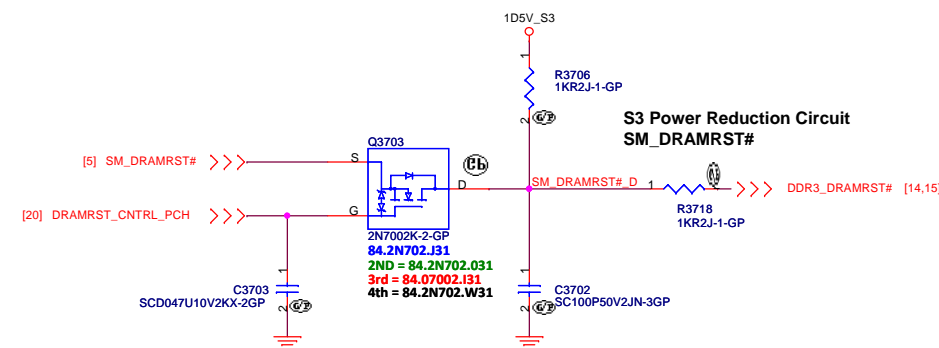 1D5V_S3
1
R3706
1KR2J-1-GP
2
G/P
S3 Power Reduction Circuit
SM_DRAMRST#
Q3703
[5] SM_DRAMRST#
S
D
SM_DRAMRST#_D
1
DDR3_DRAMRST# [14,15]
R3718
1KR2J-1-GP
[20] DRAMRST_CNTRL_PCH
G
2N7002K-2-GP
84.2N702.J31
2ND = 84.2N702.031
3rd = 84.07002.I31
4th = 84.2N702.W31
1
C3703
SCD047U10V2KX-2GP
2
G/P
1
C3702
SC100P50V2JN-3GP
2
G/P